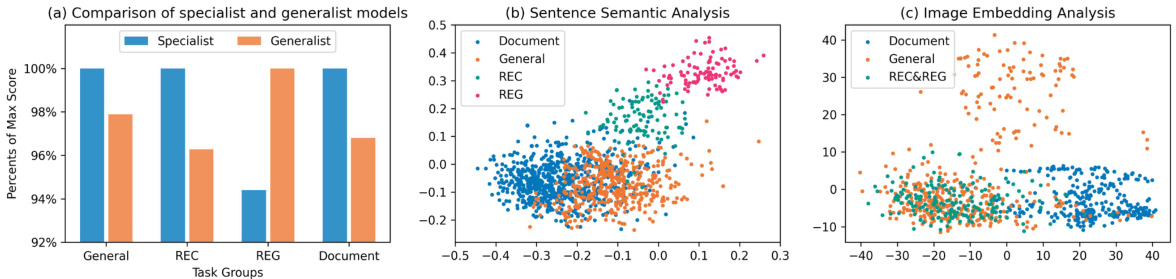 (a) Comparison of specialist and generalist models
Specialist
Generalist
100%
98%
96%
94%
92%
Percents of Max Score
General
REC
REG
Document
Task Groups
(b) Sentence Semantic Analysis
Document
General
REC
REG
0.5
0.4
0.3
0.2
0.1
0.0
−0.1
−0.2
−0.5
−0.4
−0.3
−0.2
−0.1
0.0
0.1
0.2
0.3
(c) Image Embedding Analysis
Document
General
REC&REG
40
30
20
10
0
−10
−40
−30
−20
−10
0
10
20
30
40